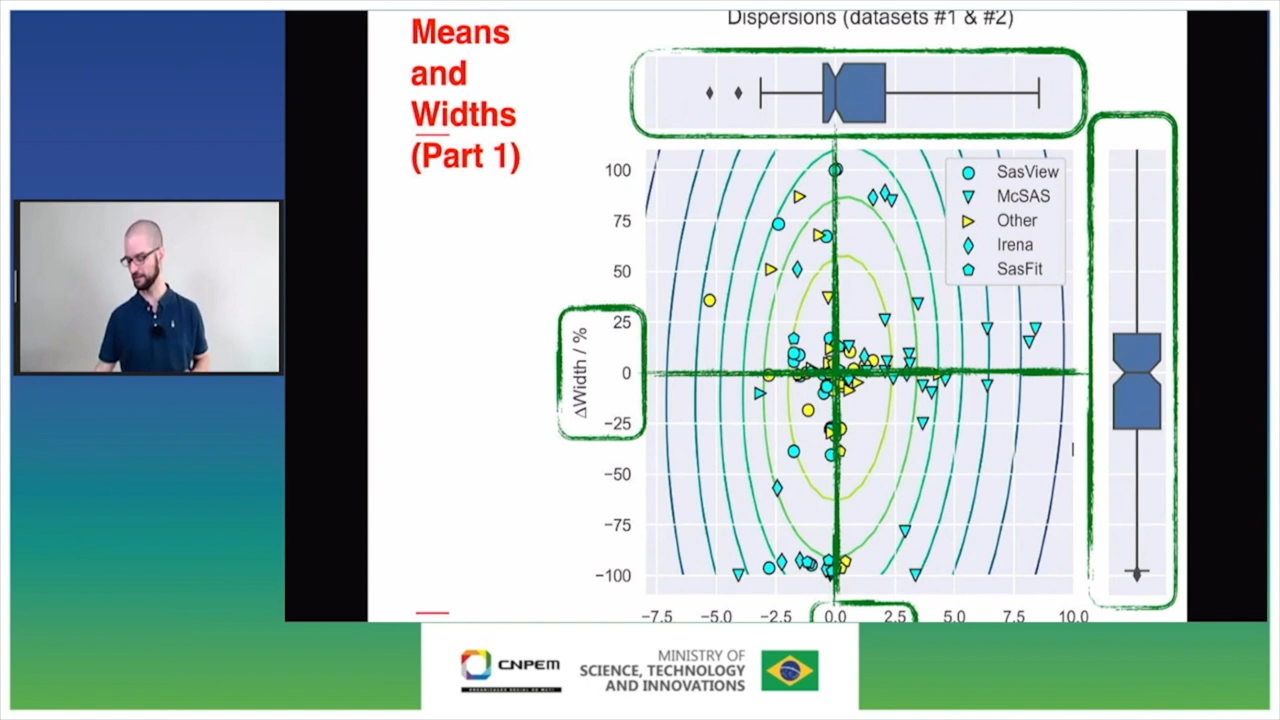 Means
and
Widths
(Part 1)
Dispersions (datasets #1 & #2)
SasView
McSAS
Other
Irena
SasFit
ΔWidth / %
100
75
50
25
0
−25
−50
−75
−100
−7.5 −5.0 −2.5 0.0 2.5 5.0 7.5 10.0
CNPEM
MINISTRY OF
SCIENCE, TECHNOLOGY
AND INNOVATIONS